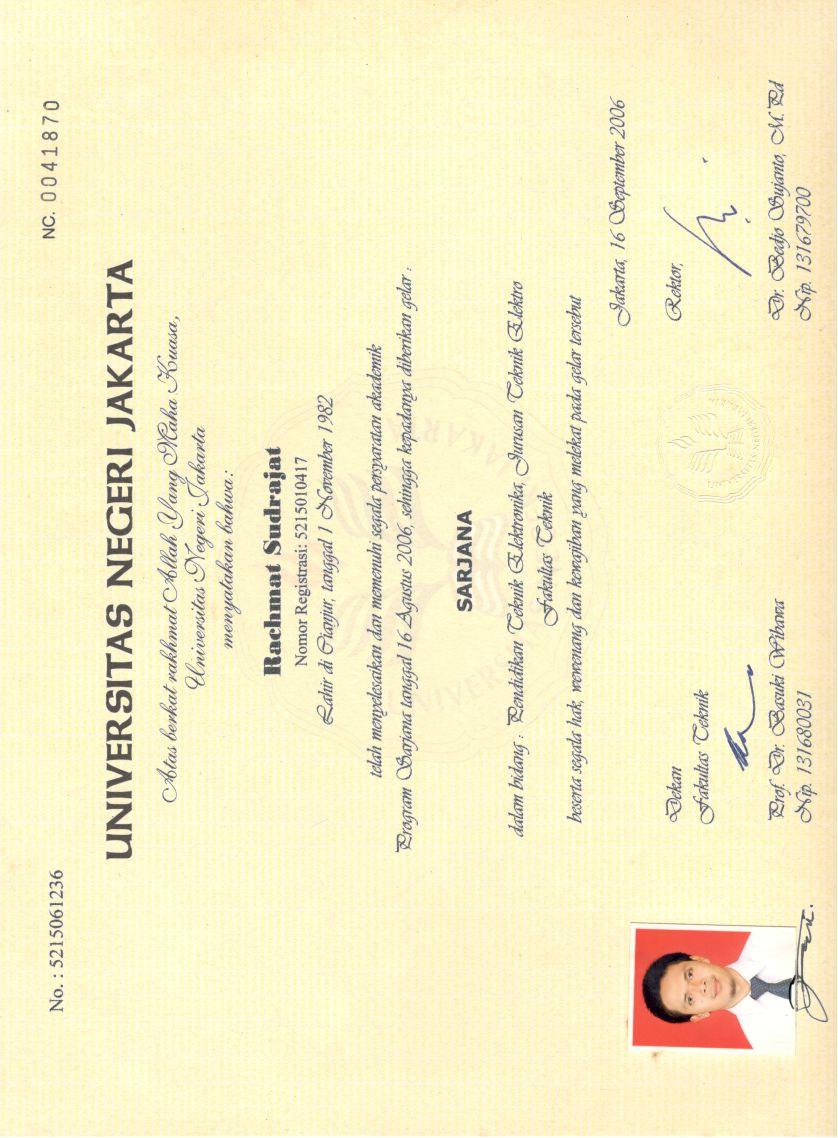 No. : 5215061236
NC. 0041870
UNIVERSITAS NEGERI JAKARTA
Atas berkat rakhmat Allah Yang Maha Kuasa,
Universitas Negeri Jakarta
menyatakan bahwa:
Rachmat Sudrajat
Nomor Registrasi: 5215010417
Lahir di Cianjur, tanggal 1 November 1982
telah menyelesaikan dan memenuhi segala persyaratan akademik
Program Sarjana tanggal 16 Agustus 2006, sehingga kepadanya diberikan gelar :
SARJANA
dalam bidang : Pendidikan Teknik Elektronika, Jurusan Teknik Elektro
Fakultas Teknik
beserta segala hak, wewenang dan kewajiban yang melekat pada gelar tersebut
Jakarta, 16 September 2006
Dekan
Fakultas Teknik
Prof. Dr. Basuki Wibawa
Nip. 131680031
Rektor,
Dr. Bedjo Sujanto, M. Pd
Nip. 131679700
UNIVERSITAS NEGERI JAKARTA